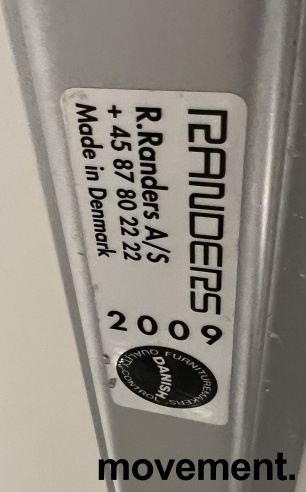 RANDERS
R.Randers A/S
+ 45 87 80 22 22
Made in Denmark
2009
DANISH
FURNITUREMAKERS'
QUALITY CONTROL
movement.